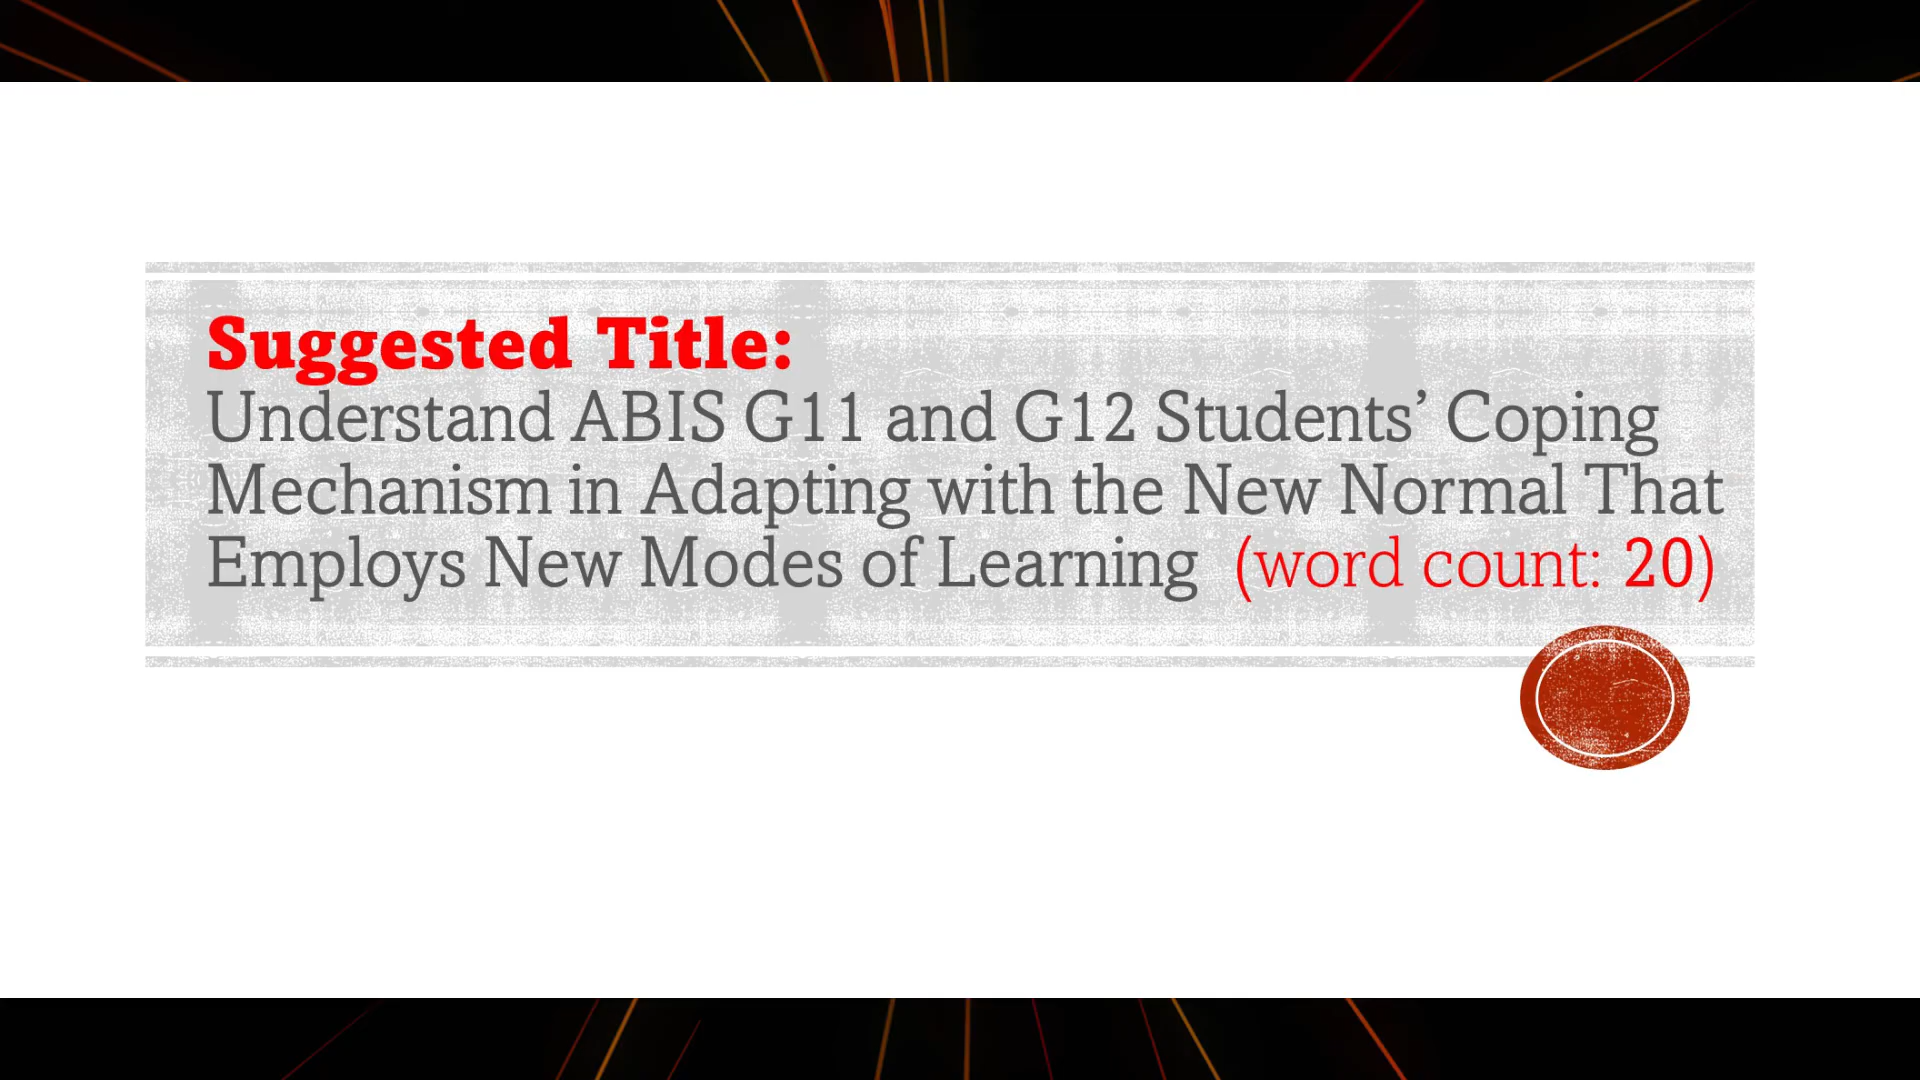 Suggested Title:
Understand ABIS G11 and G12 Students’ Coping
Mechanism in Adapting with the New Normal That
Employs New Modes of Learning (word count: 20)